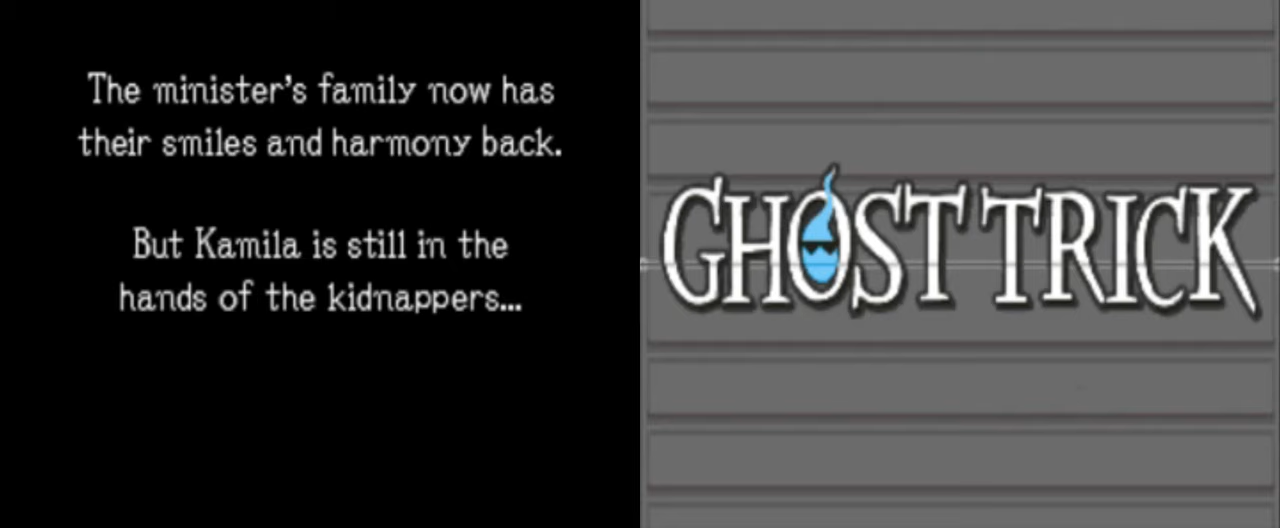 The minister's family now has
their smiles and harmony back.
But Kamila is still in the
hands of the kidnappers...
GHOST TRICK